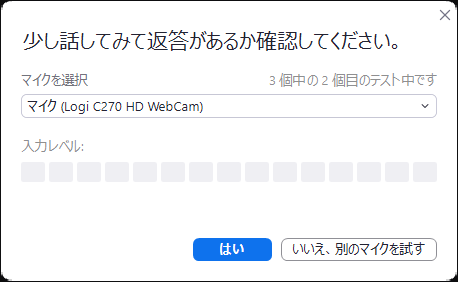 少し話してみて返答があるか確認してください。
マイクを選択 3 個中の 2 個目のテスト中です
マイク (Logi C270 HD WebCam)
入力レベル:
はい いいえ、別のマイクを試す